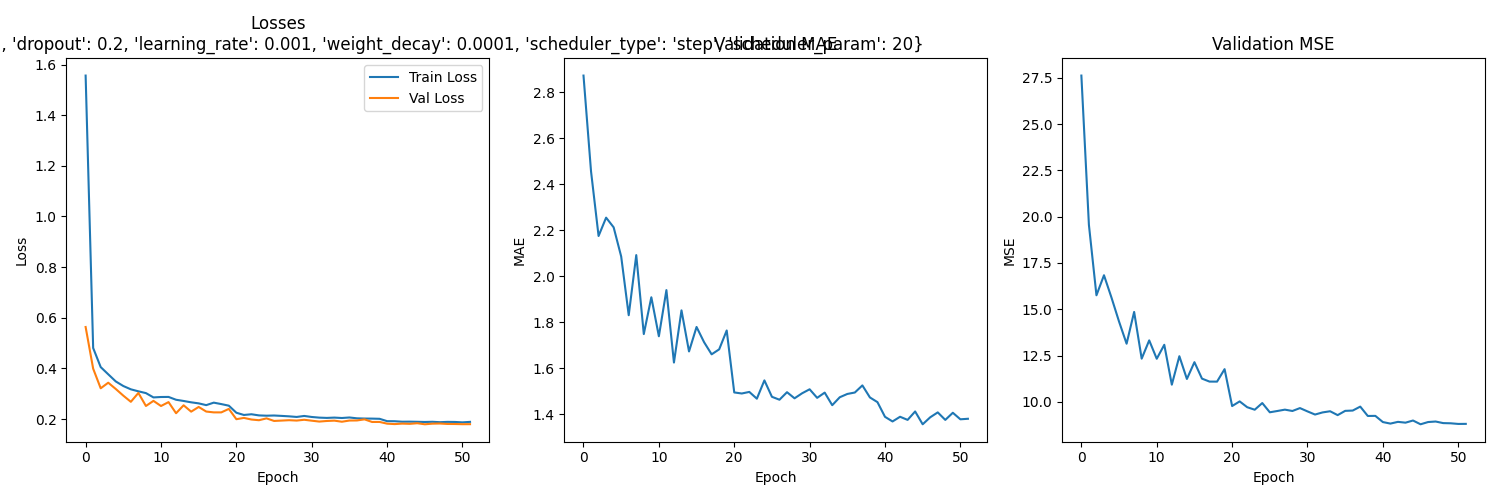 Losses
, 'dropout': 0.2, 'learning_rate': 0.001, 'weight_decay': 0.0001, 'scheduler_type': 'step', 'scheduler_param': 20}
1.6
1.4
1.2
1.0
0.8
0.6
0.4
0.2
Loss
Train Loss
Val Loss
0 10 20 30 40 50
Epoch
Validation MAE
2.8
2.6
2.4
2.2
2.0
1.8
1.6
1.4
MAE
0 10 20 30 40 50
Epoch
Validation MSE
27.5
25.0
22.5
20.0
17.5
15.0
12.5
10.0
MSE
0 10 20 30 40 50
Epoch